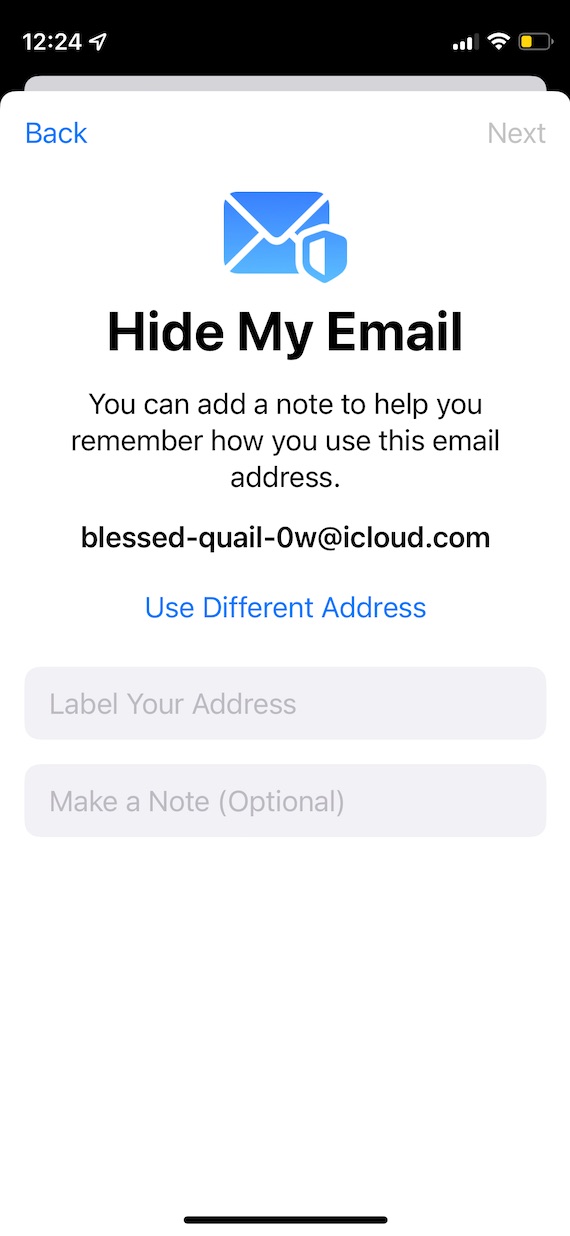 12:24
Back
Next
Hide My Email
You can add a note to help you
remember how you use this email
address.
blessed-quail-0w@icloud.com
Use Different Address
Label Your Address
Make a Note (Optional)